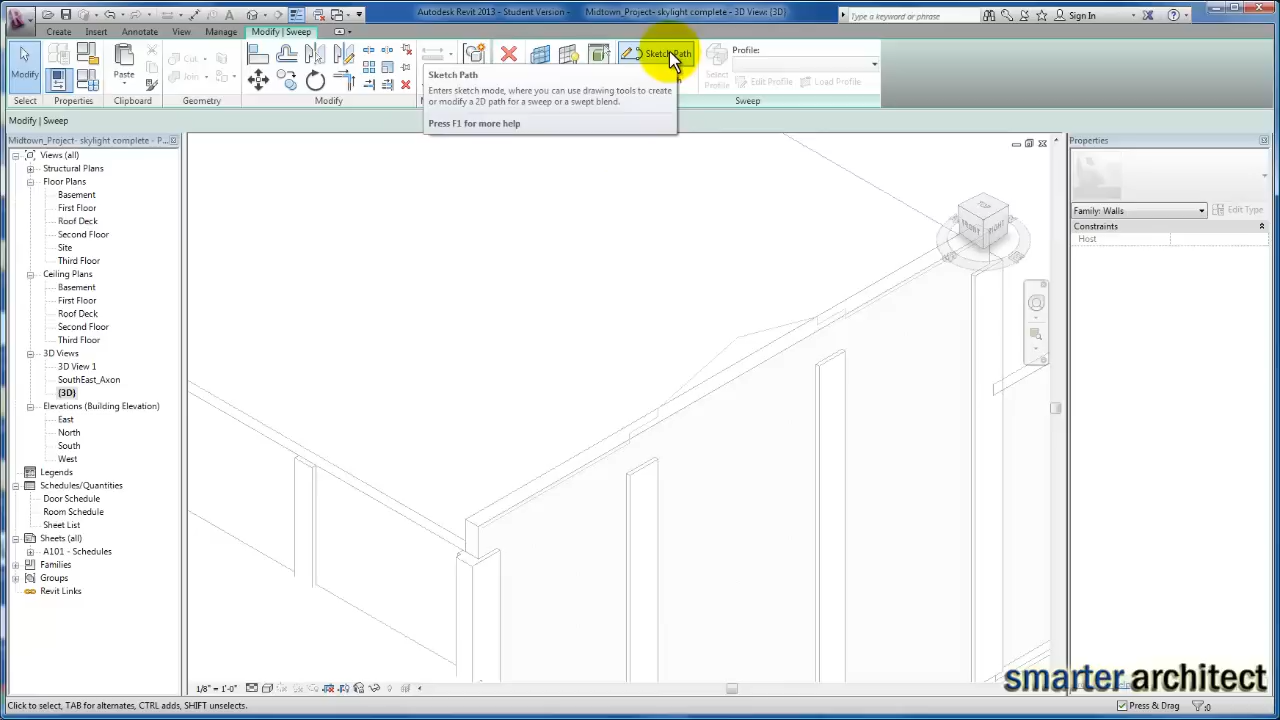 Autodesk Revit 2013 - Student Version - Midtown_Project- skylight complete - 3D View: {3D}
Type a keyword or phrase
Sign In
Create
Insert
Annotate
View
Manage
Modify | Sweep
Modify
Paste
Cut
Join
Sketch Path
Select Profile
Profile:
Edit Profile
Load Profile
Select
Properties
Clipboard
Geometry
Modify
Sweep
Sketch Path
Enters sketch mode, where you can use drawing tools to create
or modify a 2D path for a sweep or a swept blend.
Press F1 for more help
Modify | Sweep
Midtown_Project- skylight complete - P...
Views (all)
Structural Plans
Floor Plans
Basement
First Floor
Roof Deck
Second Floor
Site
Third Floor
Ceiling Plans
Basement
First Floor
Roof Deck
Second Floor
Third Floor
3D Views
3D View 1
SouthEast_Axon
{3D}
Elevations (Building Elevation)
East
North
South
West
Legends
Schedules/Quantities
Door Schedule
Room Schedule
Sheet List
Sheets (all)
A101 - Schedules
Families
Groups
Revit Links
TOP
FRONT
RIGHT
Properties
Family: Walls
Edit Type
Constraints
Host
1/8" = 1'-0"
smarter architect
Click to select, TAB for alternates, CTRL adds, SHIFT unselects.
Press & Drag
:0